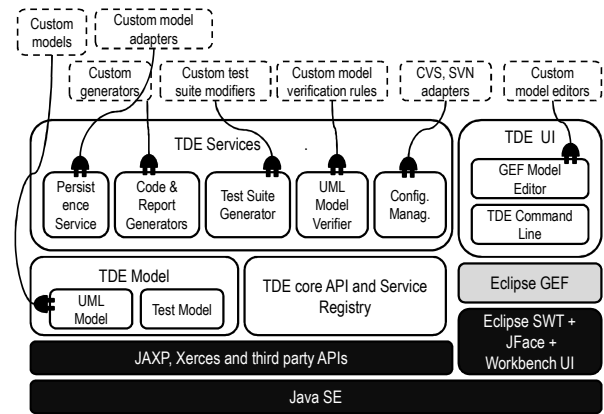 Custom
models
Custom model
adapters
Custom
generators
Custom test
suite modifiers
Custom model
verification rules
CVS, SVN
adapters
Custom
model editors
TDE Services
TDE UI
Persist
ence
Service
Code &
Report
Generators
Test Suite
Generator
UML
Model
Verifier
Config.
Manag.
GEF Model
Editor
TDE Command
Line
TDE Model
UML
Model
Test Model
TDE core API and Service
Registry
Eclipse GEF
JAXP, Xerces and third party APIs
Eclipse SWT +
JFace +
Workbench UI
Java SE